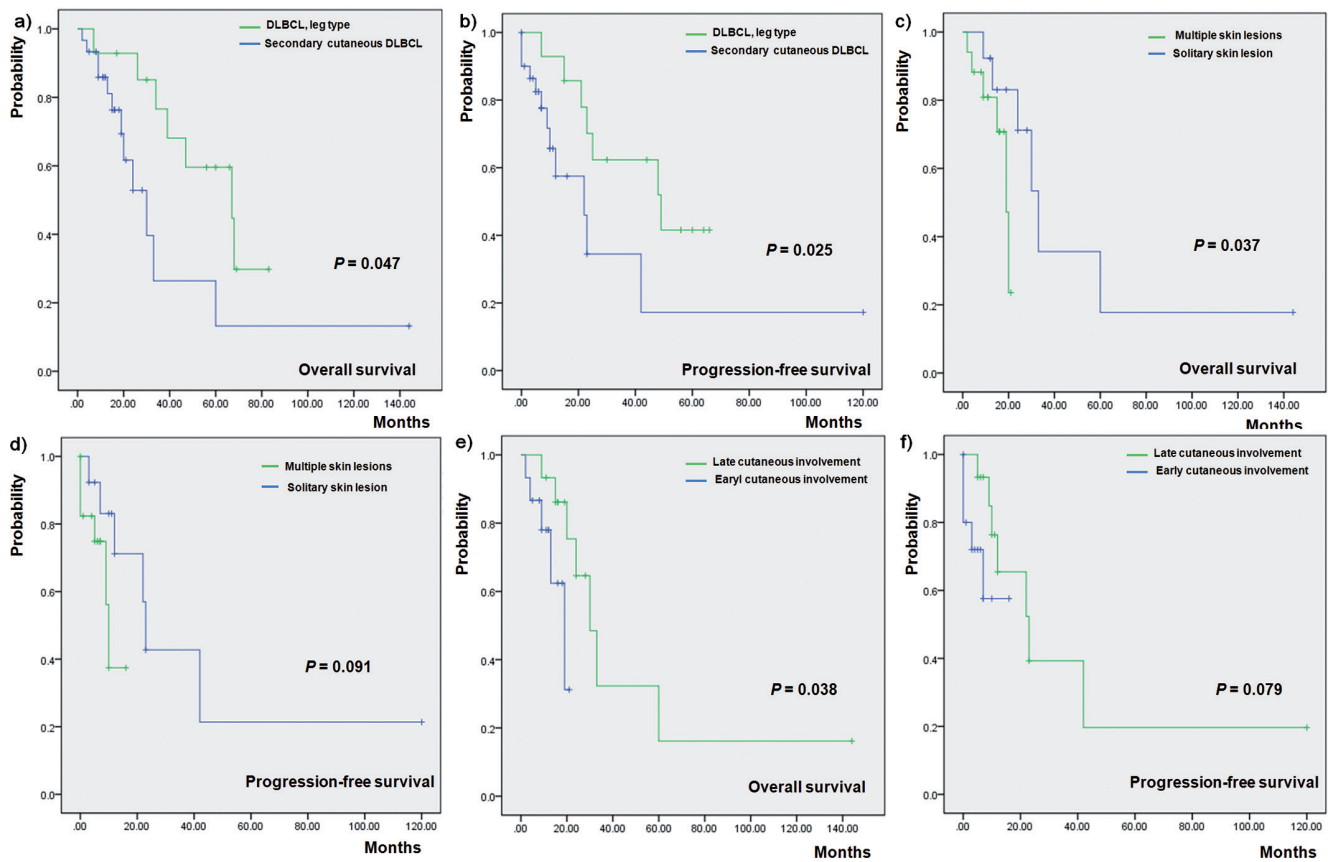 a)
DLBCL, leg type
Secondary cutaneous DLBCL
Probability
1.0
0.8
0.6
0.4
0.2
0.0
P = 0.047
Overall survival
.00 20.00 40.00 60.00 80.00 100.00 120.00 140.00
Months
b)
DLBCL, leg type
Secondary cutaneous DLBCL
Probability
1.0
0.8
0.6
0.4
0.2
0.0
P = 0.025
Progression-free survival
.00 20.00 40.00 60.00 80.00 100.00 120.00
Months
c)
Multiple skin lesions
Solitary skin lesion
Probability
1.0
0.8
0.6
0.4
0.2
0.0
P = 0.037
Overall survival
.00 20.00 40.00 60.00 80.00 100.00 120.00 140.00
Months
d)
Multiple skin lesions
Solitary skin lesion
Probability
1.0
0.8
0.6
0.4
0.2
0.0
P = 0.091
Progression-free survival
.00 20.00 40.00 60.00 80.00 100.00 120.00
Months
e)
Late cutaneous involvement
Earyl cutaneous involvement
Probability
1.0
0.8
0.6
0.4
0.2
0.0
P = 0.038
Overall survival
.00 20.00 40.00 60.00 80.00 100.00 120.00 140.00
Months
f)
Late cutaneous involvement
Early cutaneous involvement
Probability
1.0
0.8
0.6
0.4
0.2
0.0
P = 0.079
Progression-free survival
.00 20.00 40.00 60.00 80.00 100.00 120.00
Months